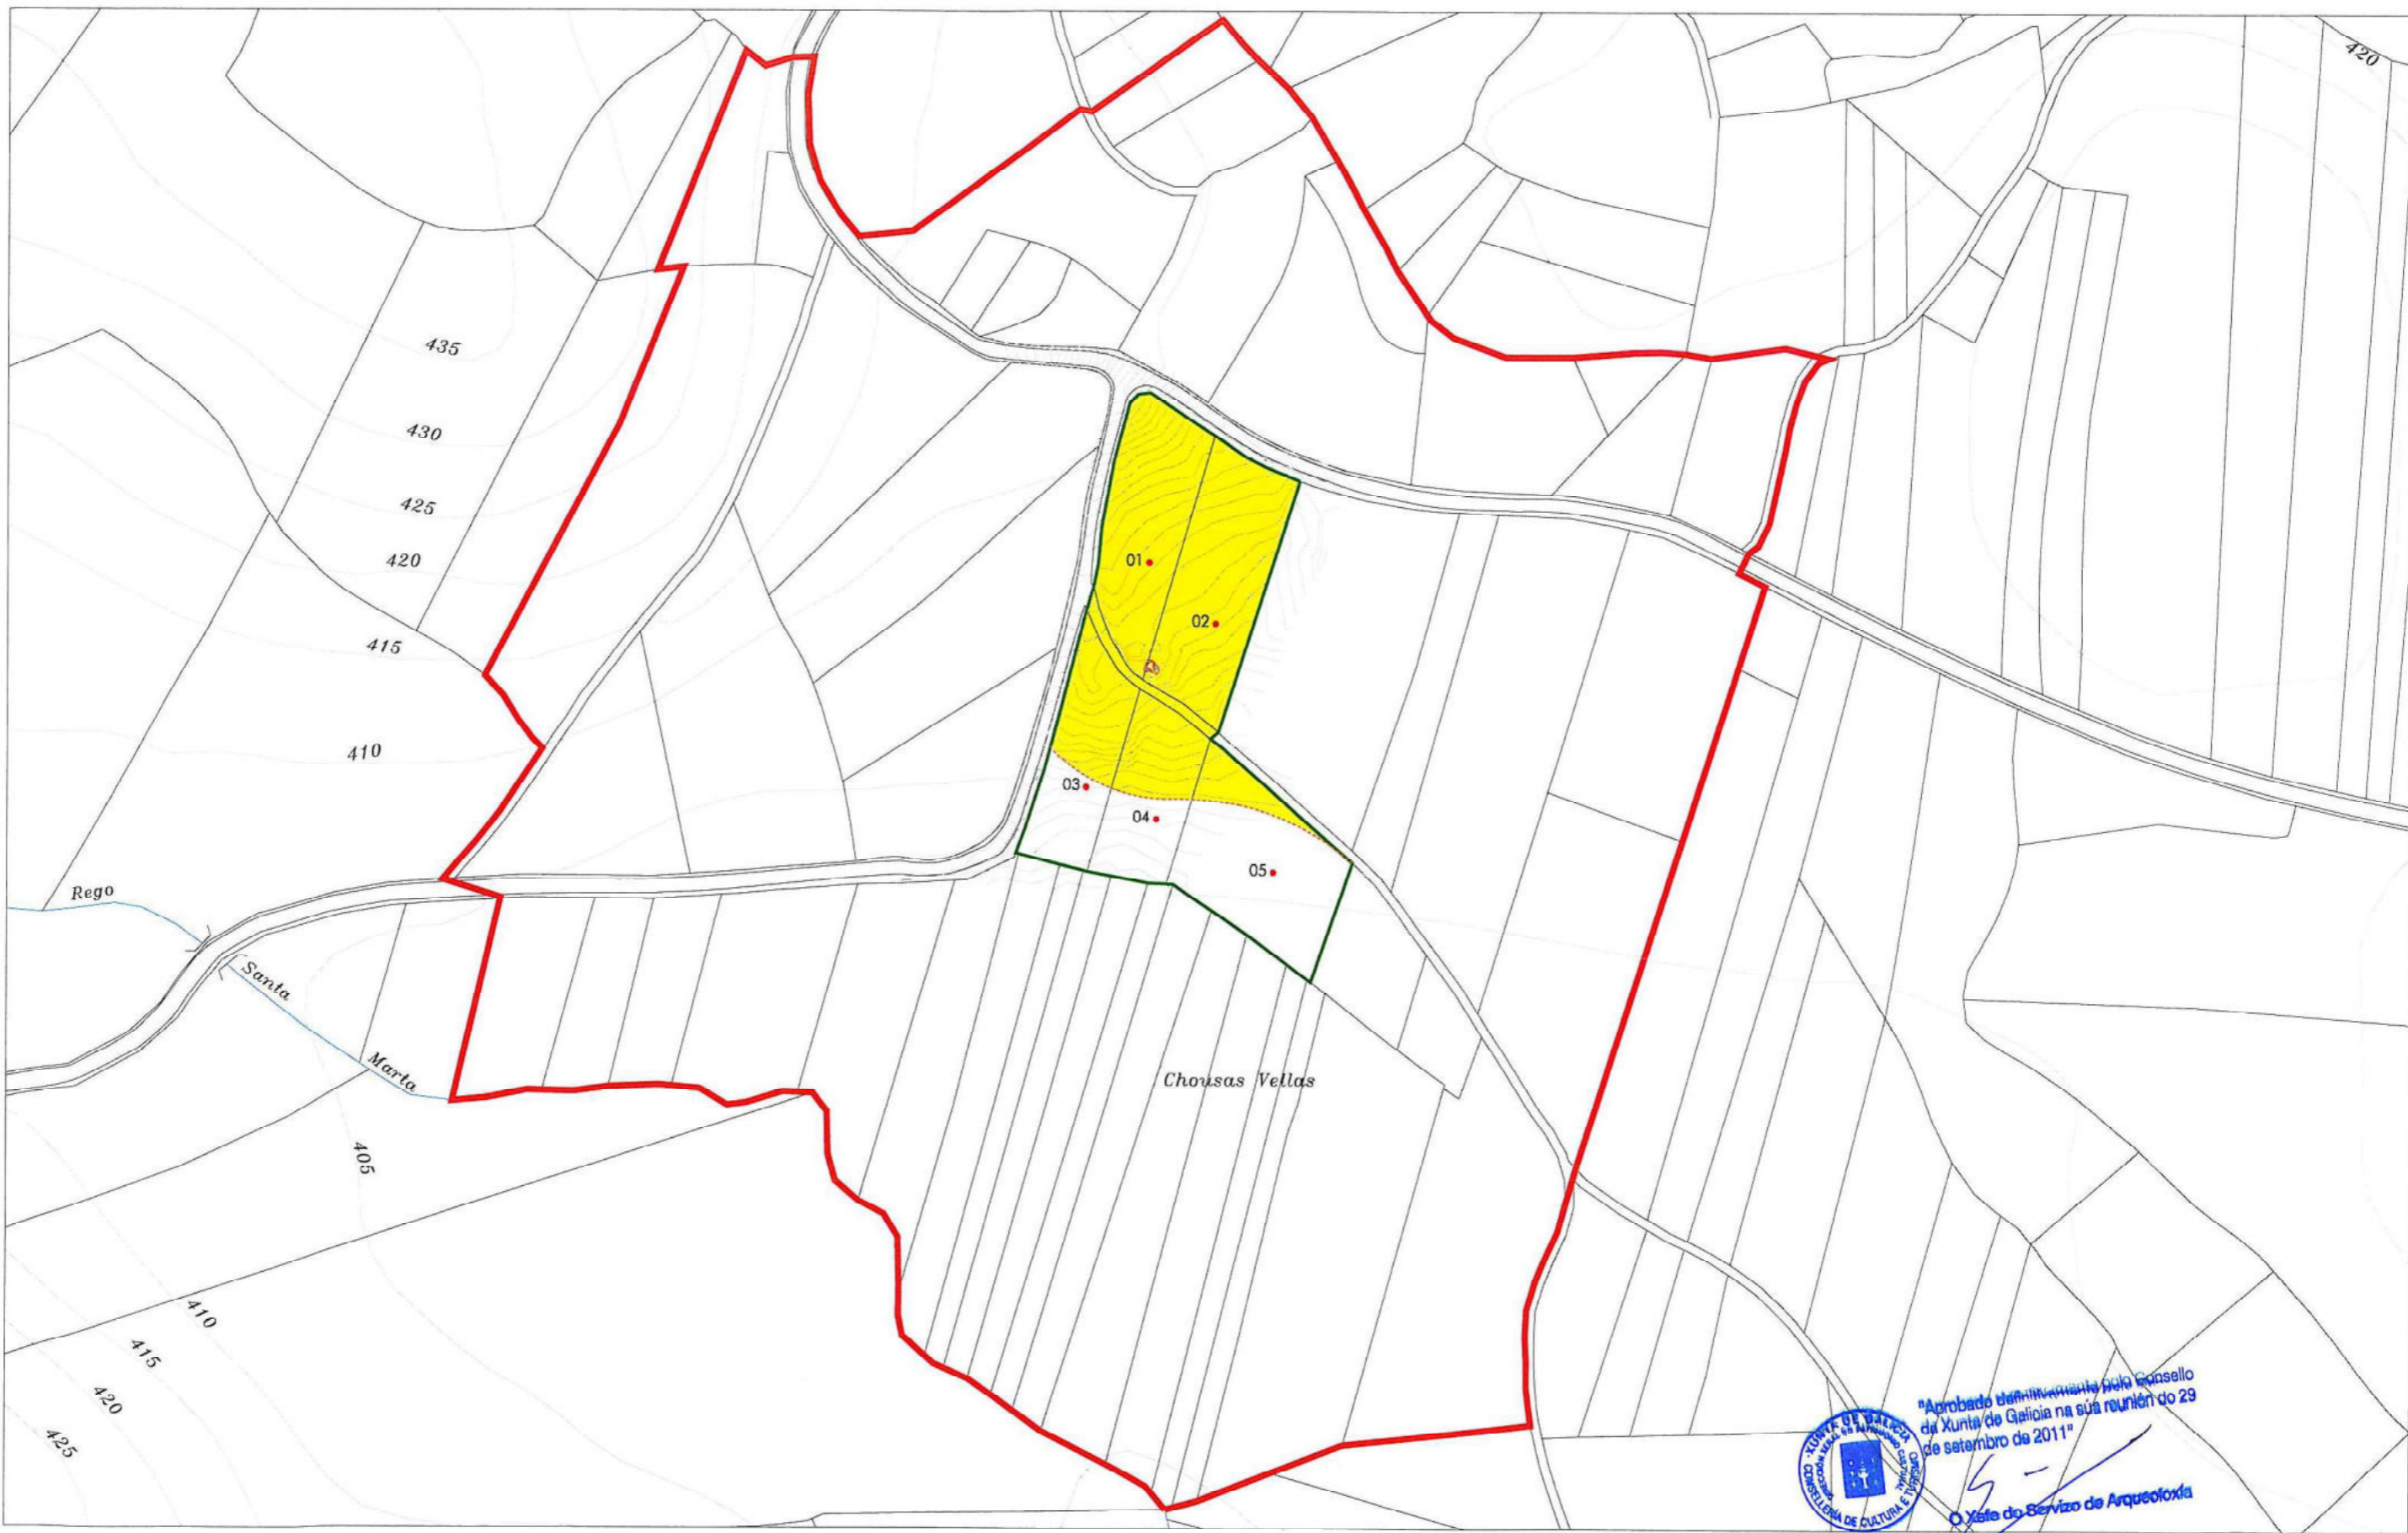 420
435
430
425
420
415
410
01
02
03
04
05
Rego
Santa
Marta
Chousas Vellas
405
410
415
420
425
"Aprobado definitivamente polo Consello
da Xunta de Galicia na súa reunión do 29
de setembro de 2011"
XUNTA DE GALICIA
CONSELLERÍA DE CULTURA E
O Xefe do Servizo de Arqueoloxía